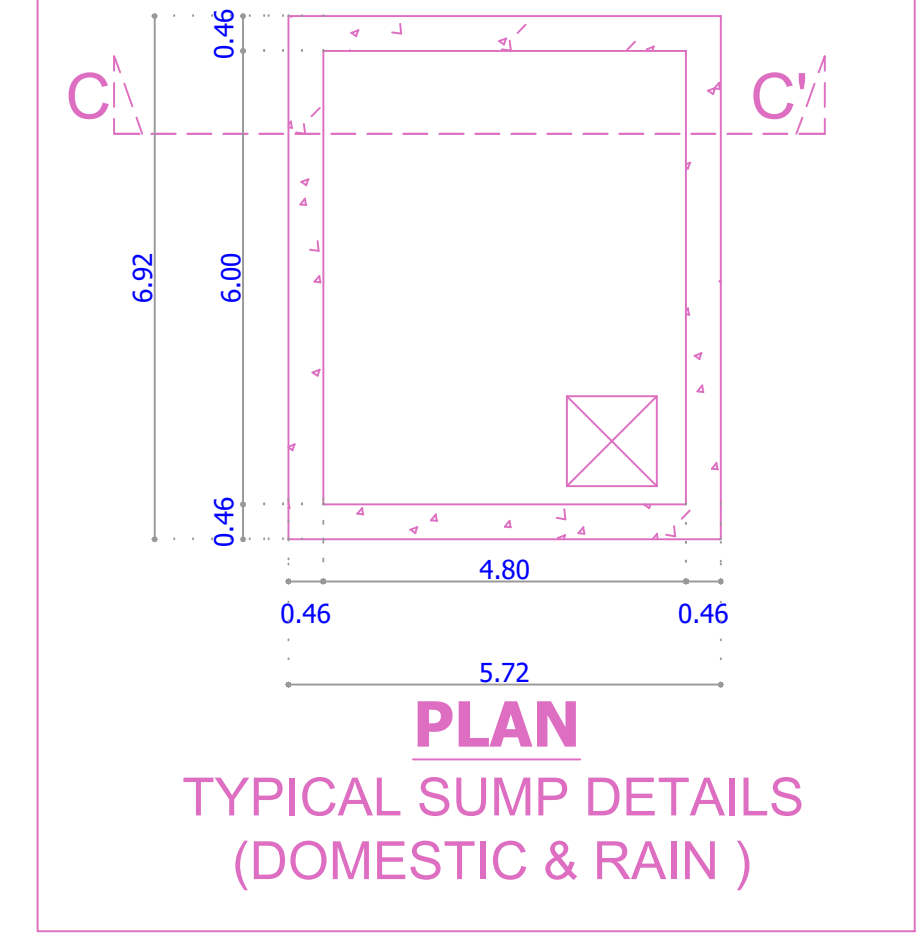 0.46
C
C'
6.92
6.00
0.46
4.80
0.46
0.46
5.72
PLAN
TYPICAL SUMP DETAILS
(DOMESTIC & RAIN )